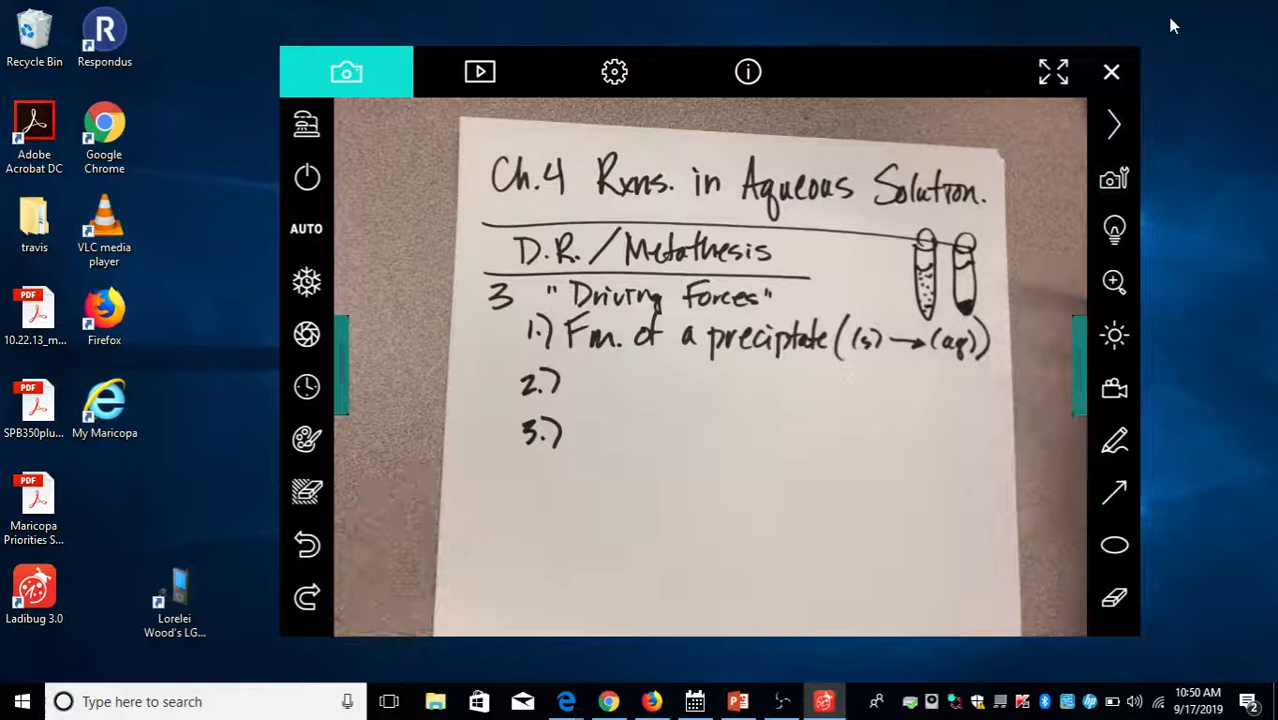 Recycle Bin
Respondus
Adobe Acrobat DC
Google Chrome
travis
VLC media player
10.22.13_m...
Firefox
SPB350plu...
My Maricopa
Maricopa Priorities S...
Ladibug 3.0
Lorelei Wood's LG...
AUTO
Ch.4 Rxns. in Aqueous Solution.
D.R./Metathesis
3 "Driving Forces"
1.) Fm. of a preciptate ((s) → (aq))
2.)
3.)
Type here to search
10:50 AM
9/17/2019
2